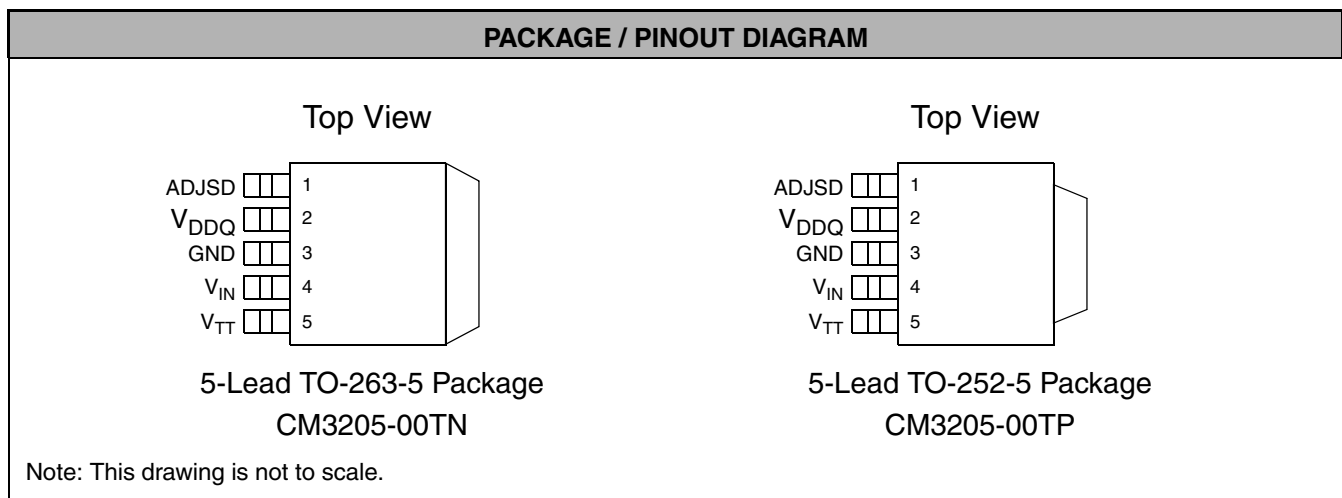 PACKAGE / PINOUT DIAGRAM
Top View
ADJSD 1
VDDQ 2
GND 3
VIN 4
VTT 5
5-Lead TO-263-5 Package
CM3205-00TN
Top View
ADJSD 1
VDDQ 2
GND 3
VIN 4
VTT 5
5-Lead TO-252-5 Package
CM3205-00TP
Note: This drawing is not to scale.